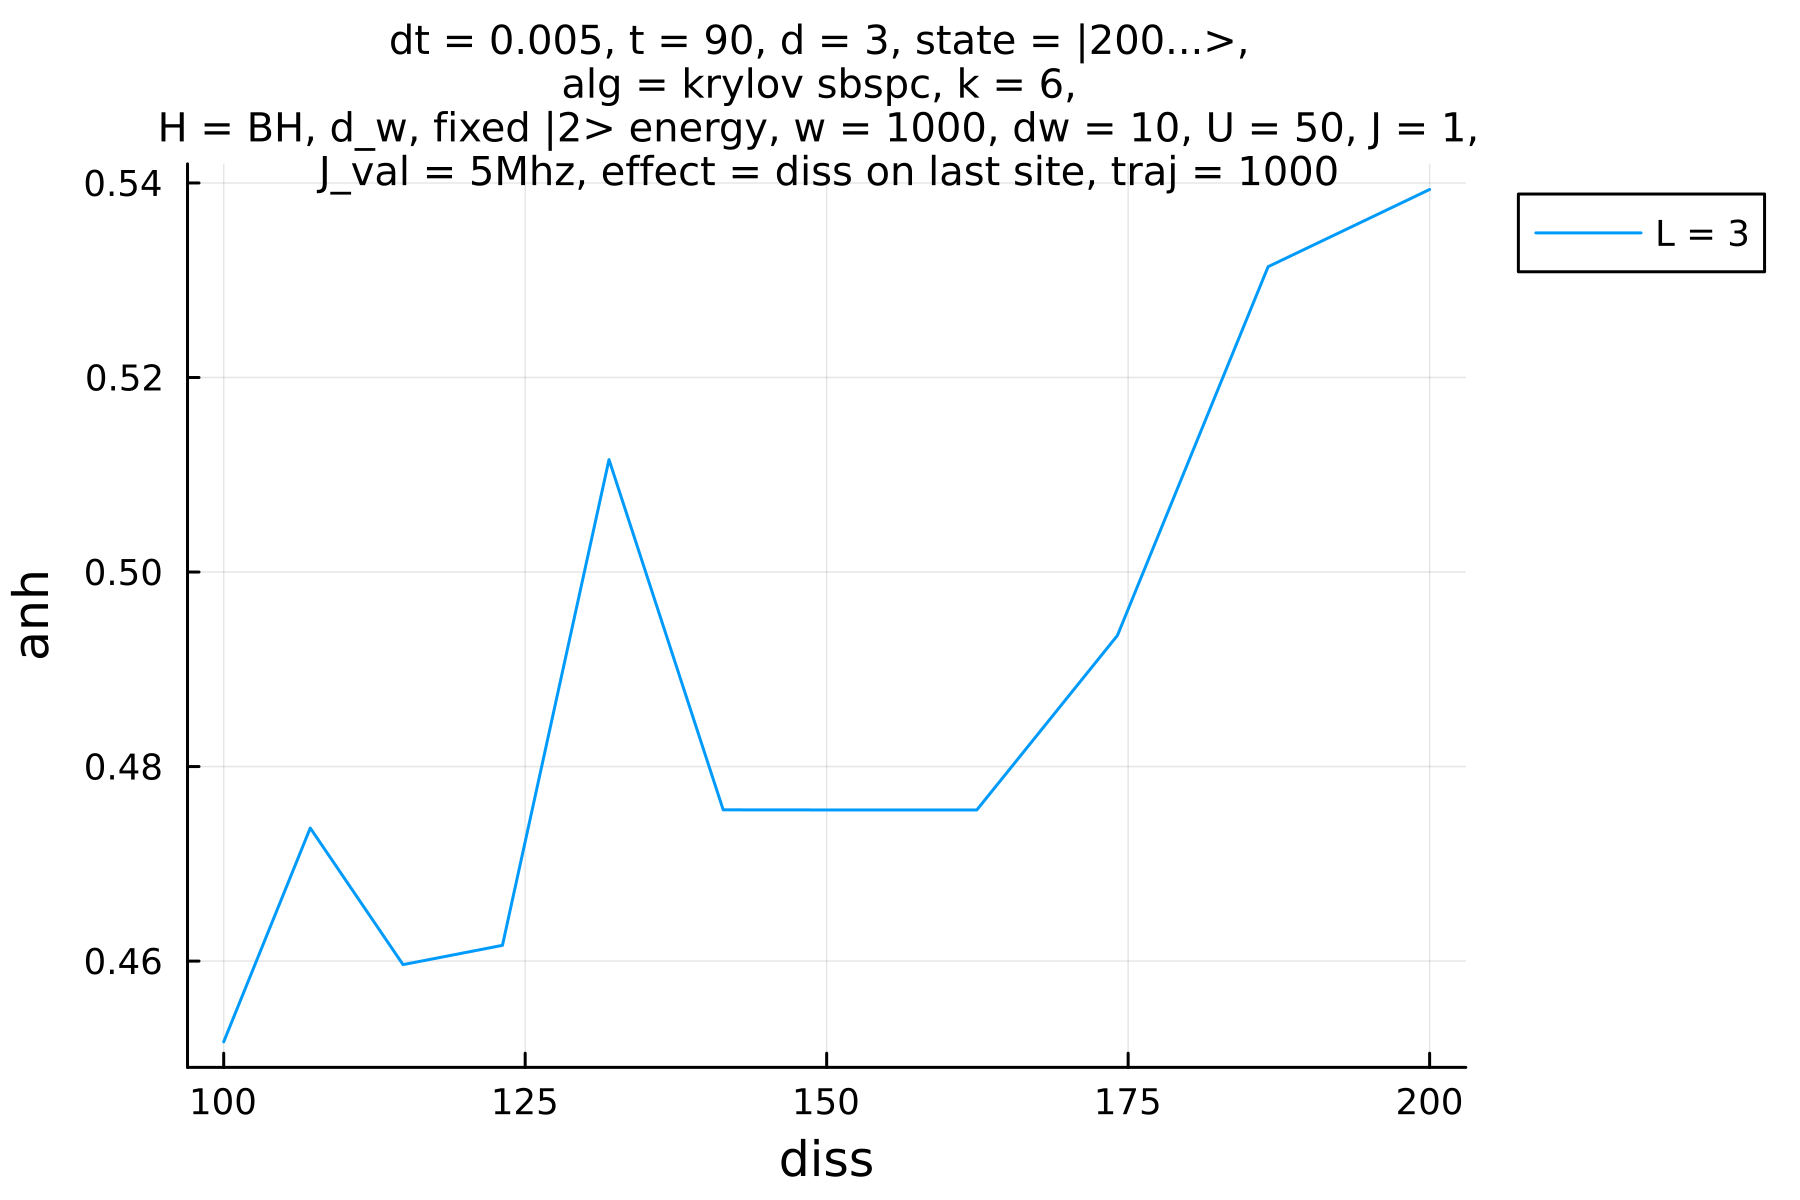 dt = 0.005, t = 90, d = 3, state = |200...>,
alg = krylov sbspc, k = 6,
H = BH, d_w, fixed |2> energy, w = 1000, dw = 10, U = 50, J = 1,
J_val = 5Mhz, effect = diss on last site, traj = 1000
0.54
L = 3
0.52
0.50
anh
0.48
0.46
100 125 150 175 200
diss